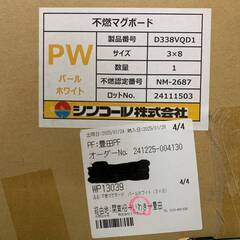 不燃マグボード
PW
パール
ホワイト
製品番号 D338VQD1
サイズ 3×8
数量 1
不燃認定番号 NM-2687
ロットNo. 24111503
シンコール株式会社
4/4
PF:豊田PF
オーダーNo. 241225-004130
WP13039
4/4